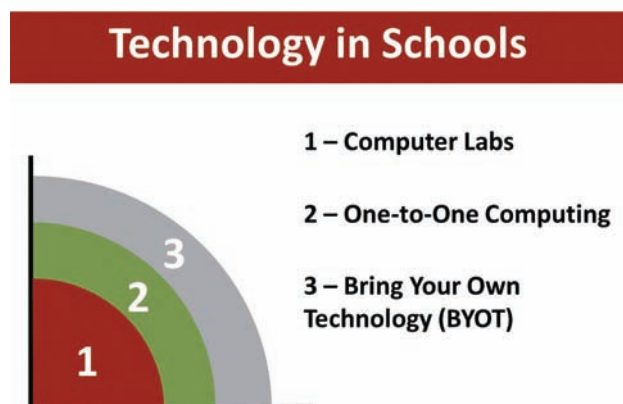 Technology in Schools
1 – Computer Labs
2 – One-to-One Computing
3 – Bring Your Own
Technology (BYOT)
3
2
1